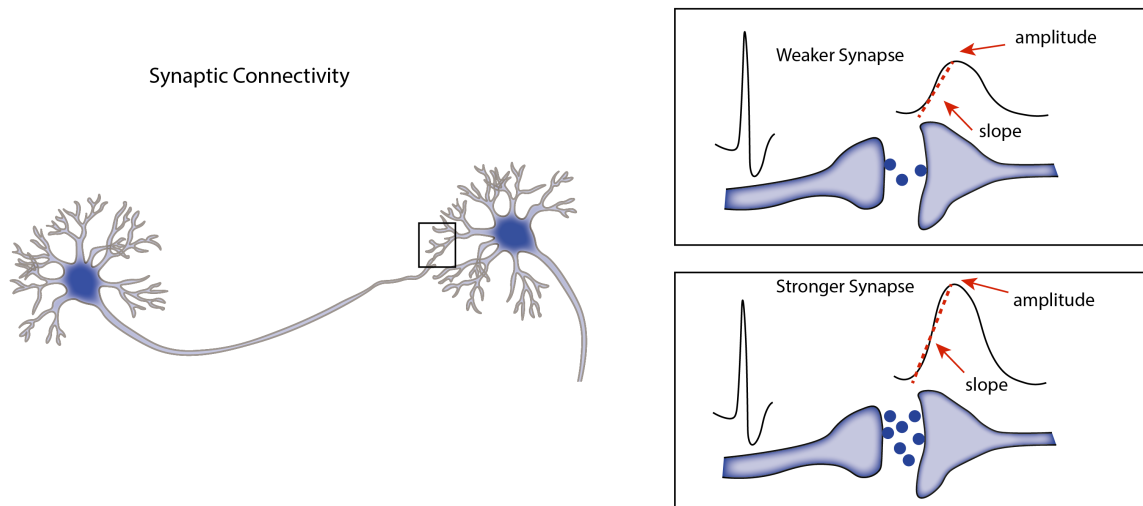 Synaptic Connectivity
Weaker Synapse
amplitude
slope
Stronger Synapse
amplitude
slope